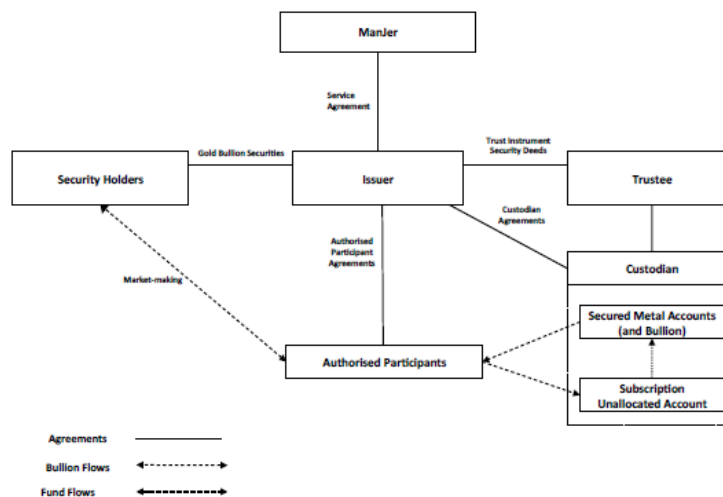 ManJer
Service
Agreement
Gold Bullion Securities
Trust Instrument
Security Deeds
Security Holders
Issuer
Trustee
Custodian
Agreements
Authorised
Participant
Agreements
Custodian
Market-making
Secured Metal Accounts
(and Bullion)
Authorised Participants
Subscription
Unallocated Account
Agreements
Bullion Flows
Fund Flows